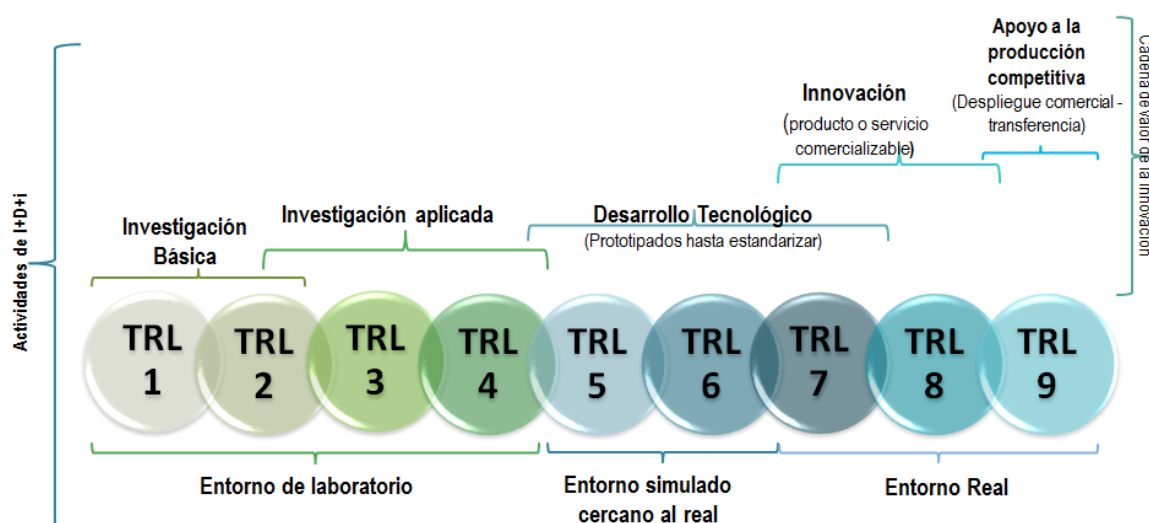 Actividades de I+D+i
Apoyo a la
producción
competitiva
(Despliegue comercial -
transferencia)
Cadena de valor de la innovacion
Innovación
(producto o servicio
comercializable)
Investigación
Básica
Investigación aplicada
Desarrollo Tecnológico
(Prototipados hasta estandarizar)
TRL
1
TRL
2
TRL
3
TRL
4
TRL
5
TRL
6
TRL
7
TRL
8
TRL
9
Entorno de laboratorio
Entorno simulado
cercano al real
Entorno Real